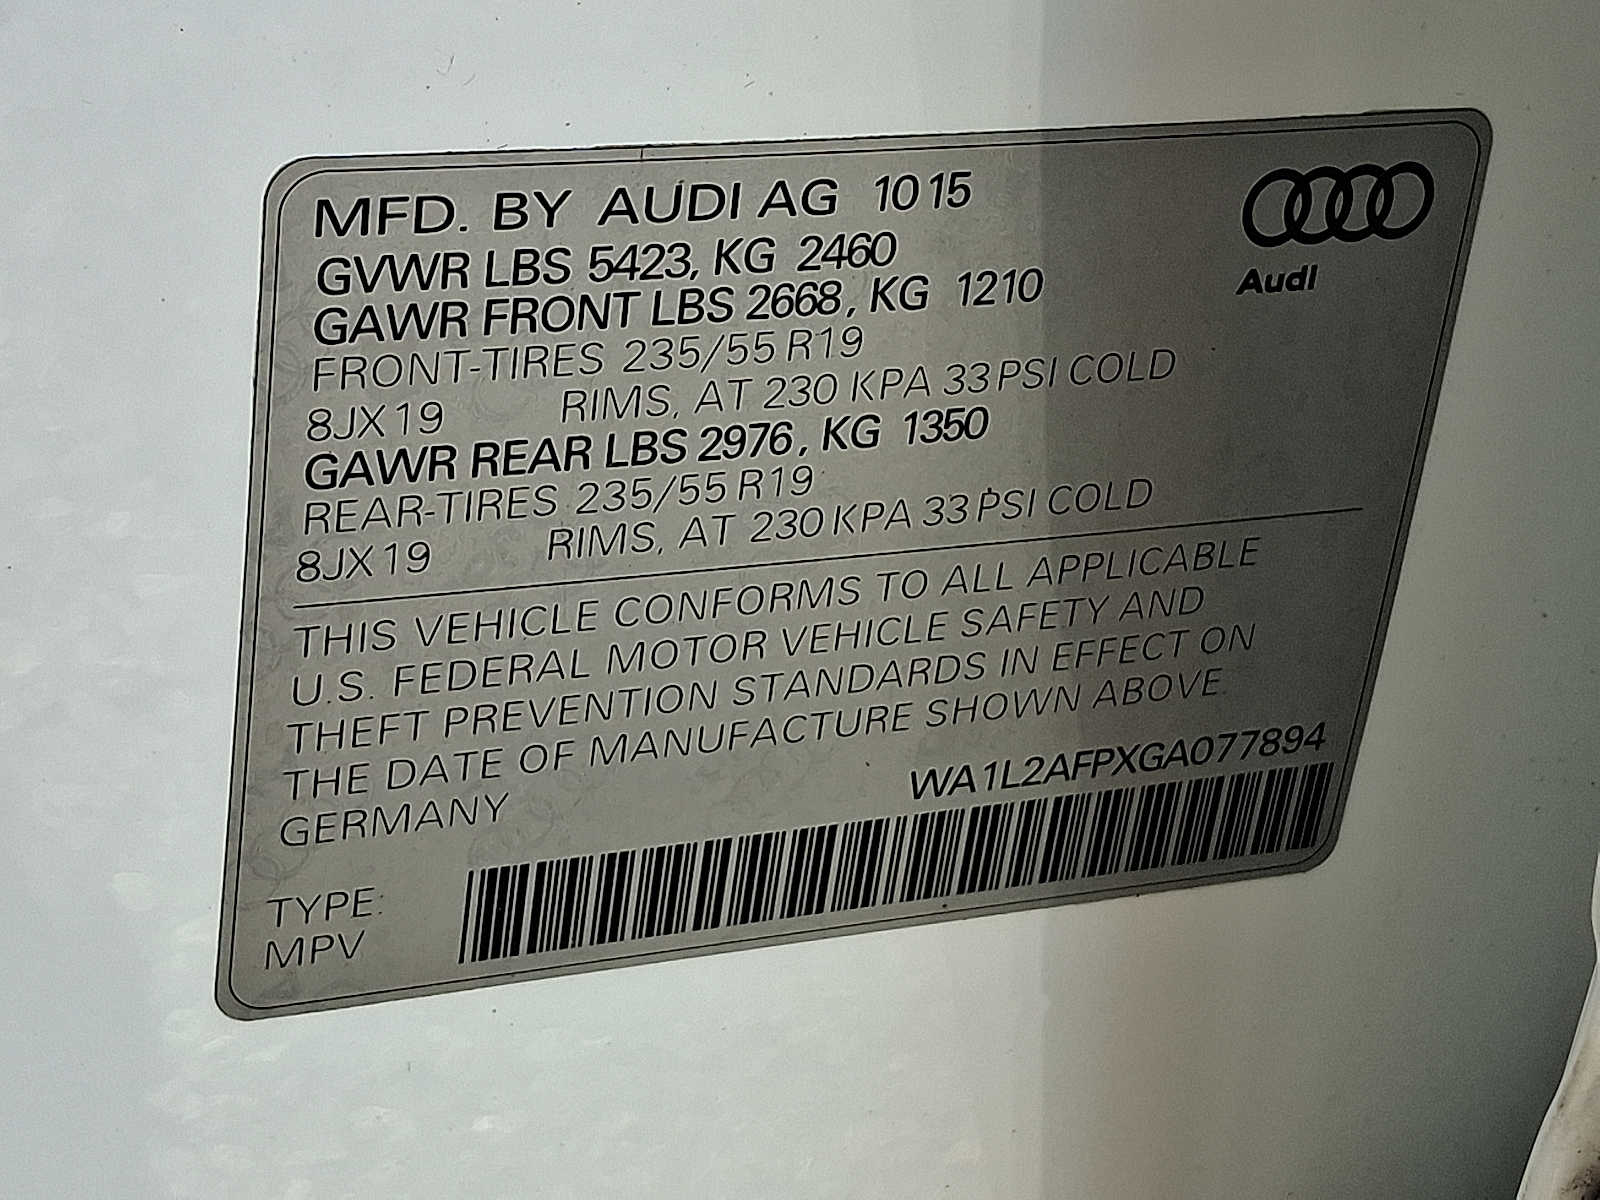 MFD. BY AUDI AG 10 15
GVWR LBS 5423, KG 2460
GAWR FRONT LBS 2668, KG 1210
FRONT-TIRES 235/55 R19
8JX19 RIMS, AT 230 KPA 33 PSI COLD
GAWR REAR LBS 2976, KG 1350
REAR-TIRES 235/55 R19
8JX19 RIMS, AT 230 KPA 33 PSI COLD
Audi
THIS VEHICLE CONFORMS TO ALL APPLICABLE
U.S. FEDERAL MOTOR VEHICLE SAFETY AND
THEFT PREVENTION STANDARDS IN EFFECT ON
THE DATE OF MANUFACTURE SHOWN ABOVE.
GERMANY
WA1L2AFPXGA077894
TYPE:
MPV